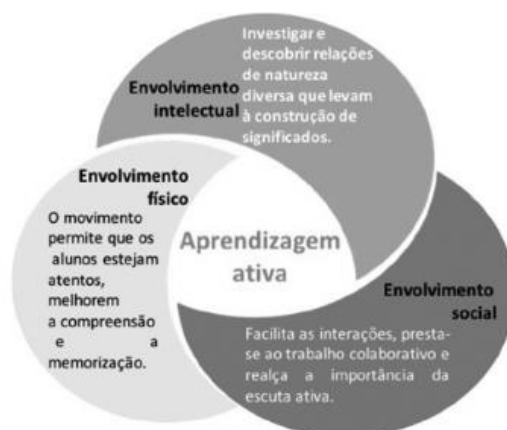 Envolvimento
intelectual
Investigar e
descobrir relações
de natureza
diversa que levam
à construção de
significados.
Envolvimento
físico
O movimento
permite que os
alunos estejam
atentos,
melhorem
a compreensão
e a
memorização.
Aprendizagem
ativa
Envolvimento
social
Facilita as interações, presta-
se ao trabalho colaborativo e
realça a importância da
escuta ativa.